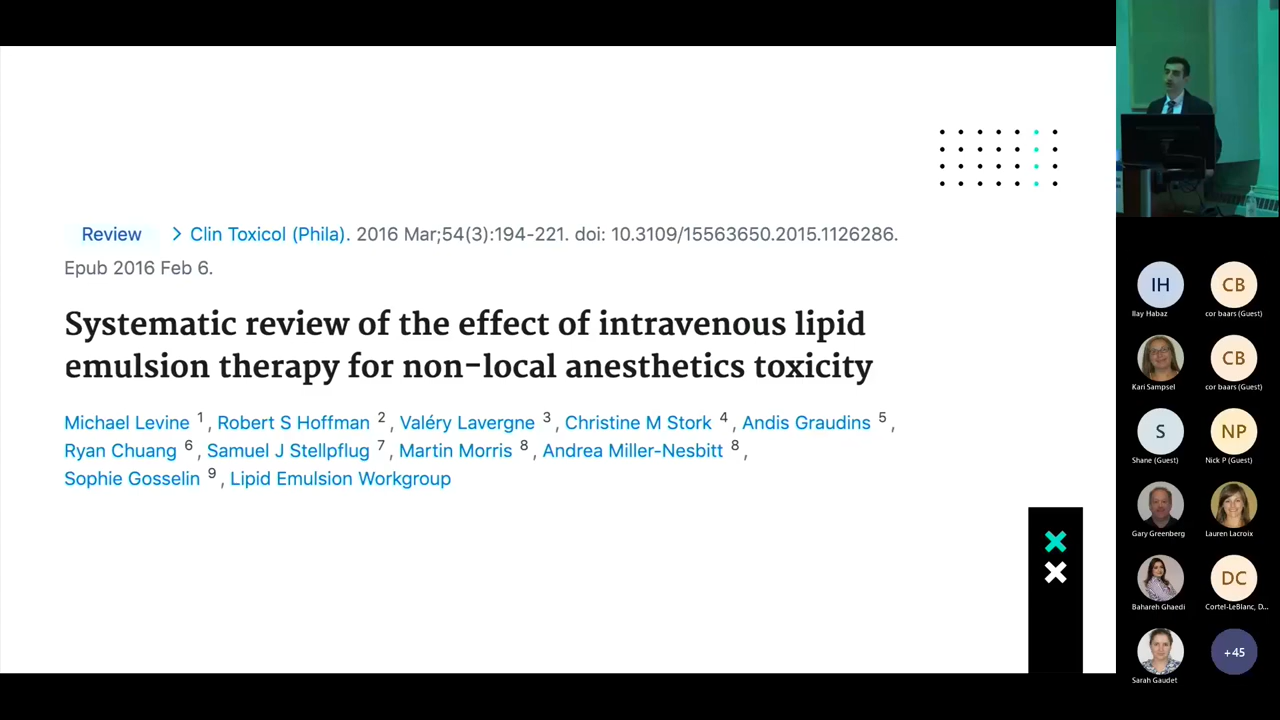 Review > Clin Toxicol (Phila). 2016 Mar;54(3):194-221. doi: 10.3109/15563650.2015.1126286.
Epub 2016 Feb 6.
Systematic review of the effect of intravenous lipid
emulsion therapy for non-local anesthetics toxicity
Michael Levine 1, Robert S Hoffman 2, Valéry Lavergne 3, Christine M Stork 4, Andis Graudins 5,
Ryan Chuang 6, Samuel J Stellpflug 7, Martin Morris 8, Andrea Miller-Nesbitt 8,
Sophie Gosselin 9, Lipid Emulsion Workgroup
IH CB
Ilay Habaz cor baars (Guest)
CB
Kari Sampsel cor baars (Guest)
S NP
Shane (Guest) Nick P (Guest)
Gary Greenberg Lauren Lacroix
DC
Bahareh Ghaedi Cortel-LeBlanc, D...
+45
Sarah Gaudet